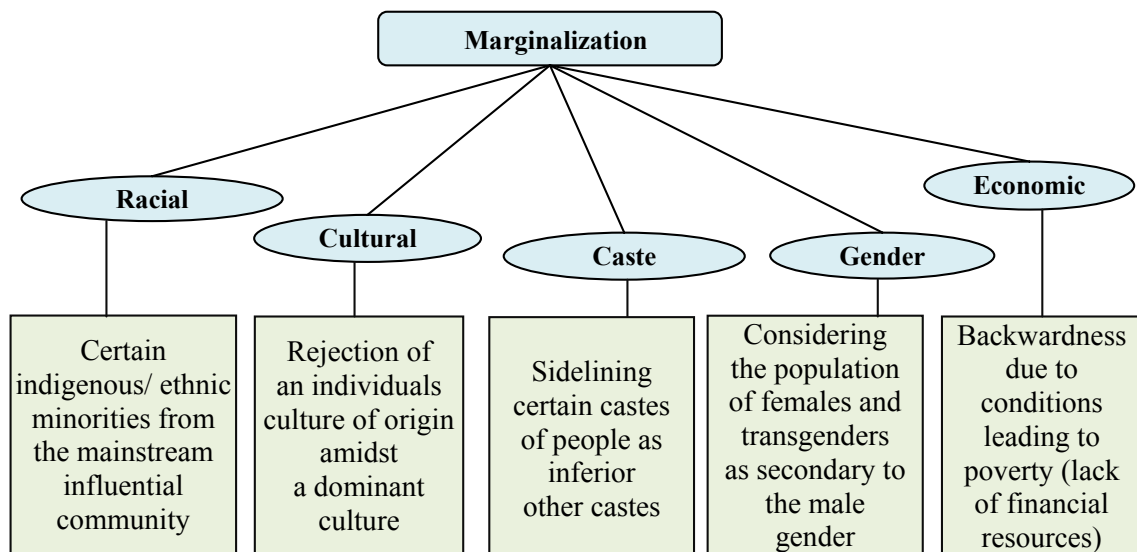 Marginalization
Racial
Cultural
Caste
Gender
Economic
Certain
indigenous/ ethnic
minorities from
the mainstream
influential
community
Rejection of
an individuals
culture of origin
amidst
a dominant
culture
Sidelining
certain castes
of people as
inferior
other castes
Considering
the population
of females and
transgenders
as secondary to
the male
gender
Backwardness
due to
conditions
leading to
poverty (lack
of financial
resources)